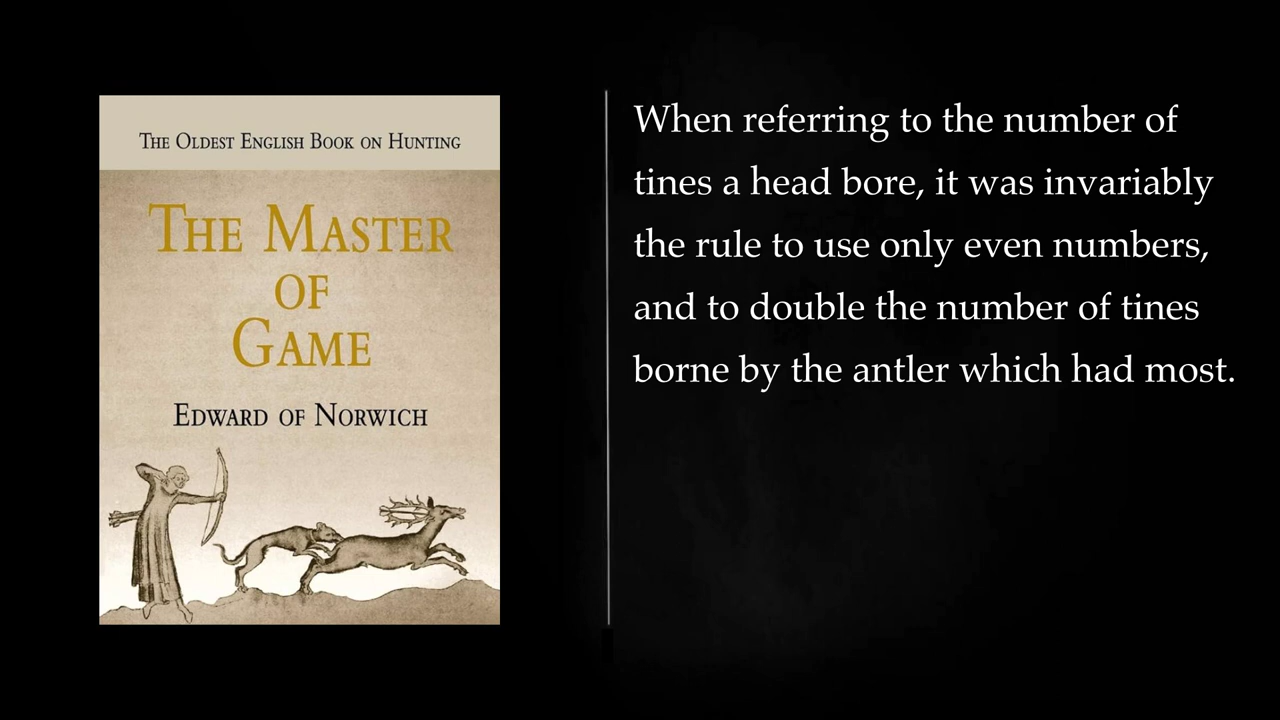 The Oldest English Book on Hunting
The Master
of
Game
Edward of Norwich
When referring to the number of
tines a head bore, it was invariably
the rule to use only even numbers,
and to double the number of tines
borne by the antler which had most.